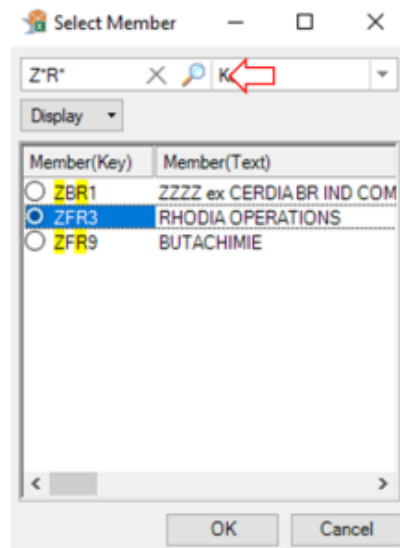 Select Member
Z*R*
Display
Member(Key) Member(Text)
ZBR1 ZZZZ ex CERDIA BR IND COM
ZFR3 RHODIA OPERATIONS
ZFR9 BUTACHIMIE
OK Cancel